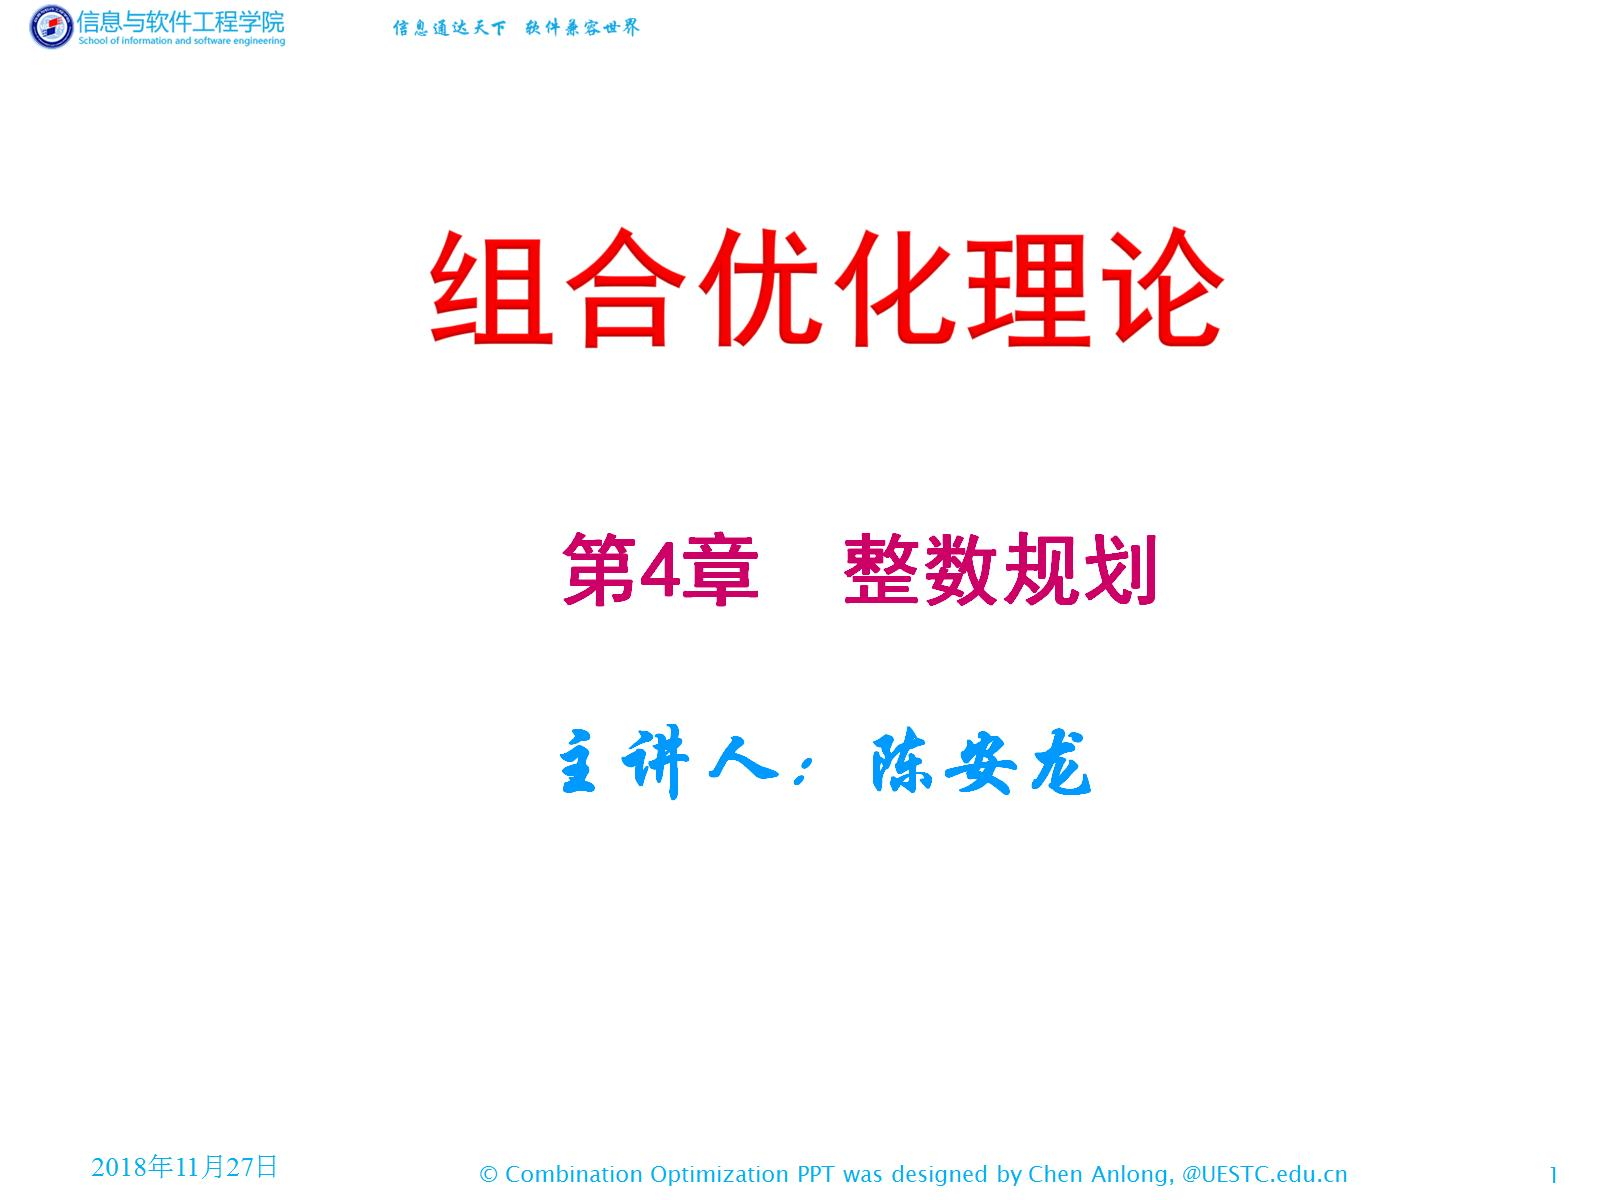 信息与软件工程学院
School of information and software engineering
信息通达天下 软件兼容世界
组合优化理论
第4章 整数规划
主讲人：陈安龙
2018年11月27日
© Combination Optimization PPT was designed by Chen Anlong, @UESTC.edu.cn
1